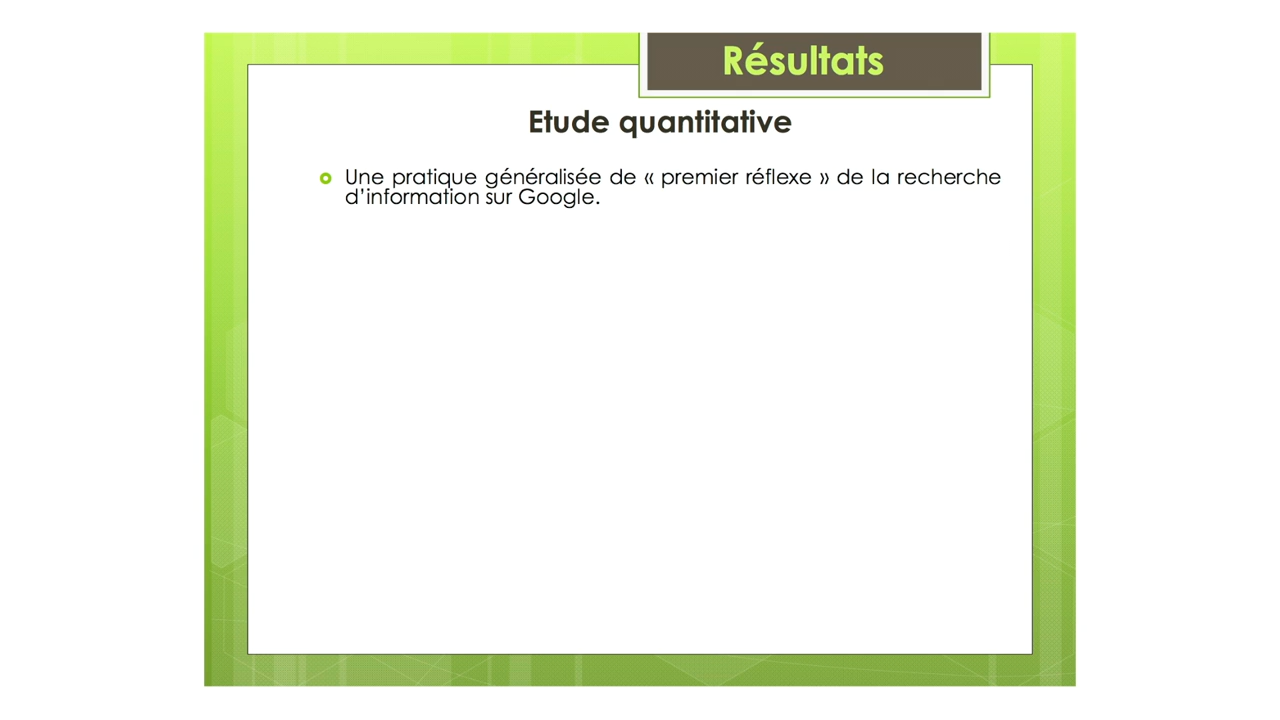 Résultats
Etude quantitative
Une pratique généralisée de « premier réflexe » de la recherche
d'information sur Google.